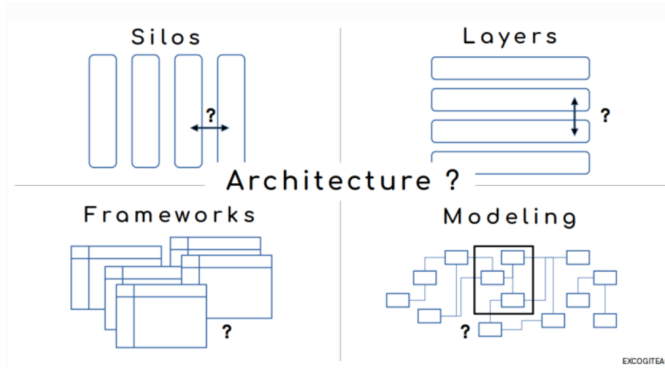 Silos
Layers
?
?
Architecture ?
Frameworks
Modeling
?
?
EXCOGITEA